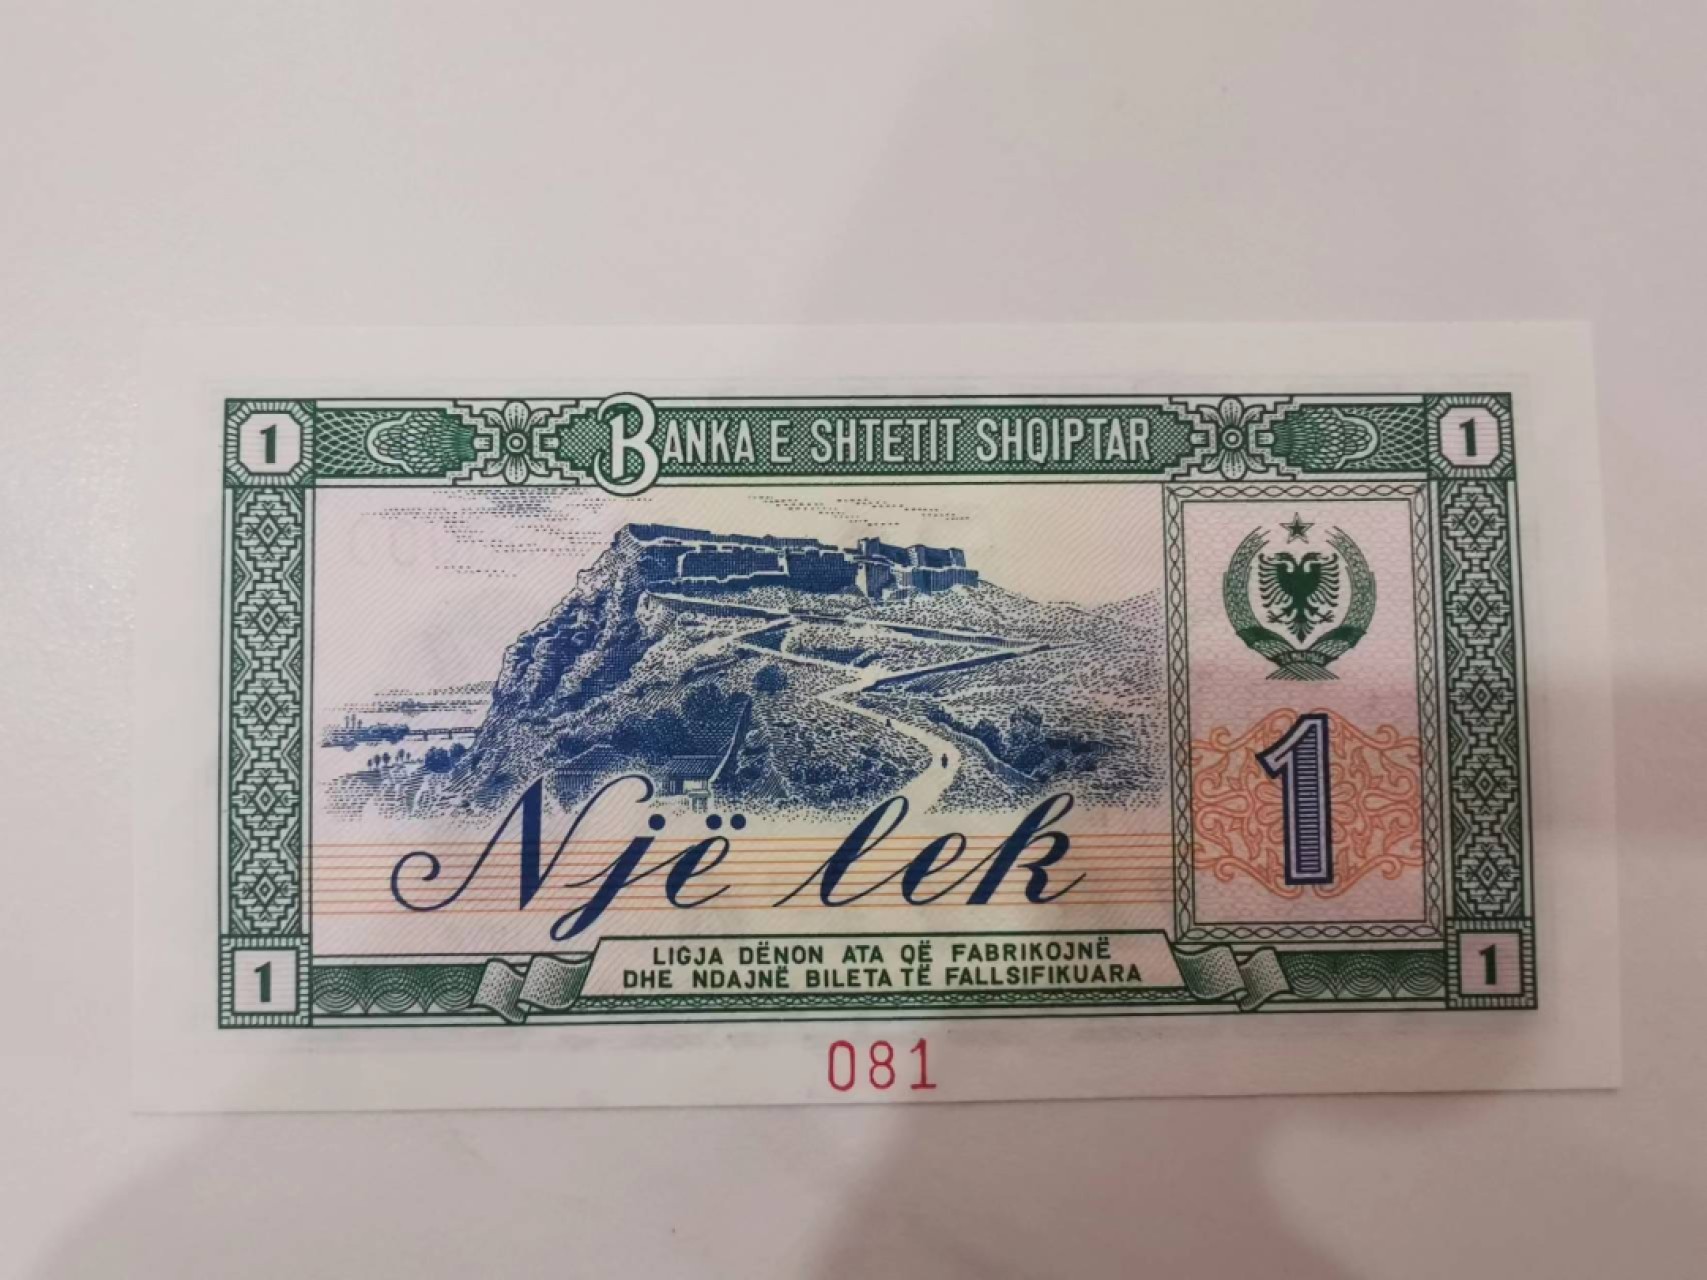 1 BANKA E SHTETIT SHQIPTAR 1
1
Një lek
1 LIGJA DËNON ATA QË FABRIKOJNË 1
DHE NDAJNË BILETA TË FALLSIFIKUARA
081